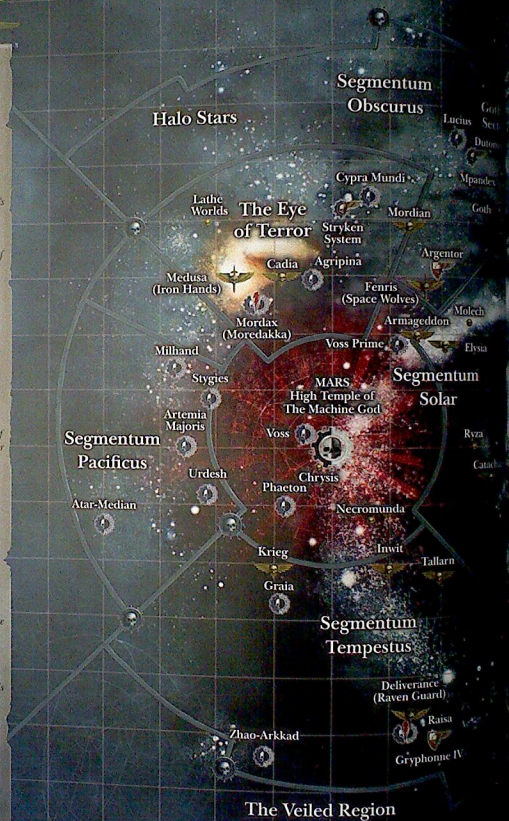 Segmentum
Obscurus
Halo Stars
Lucius
Cypra Mundi
Lathe
Worlds
The Eye
of Terror
Stryken
System
Mordian
Goth
Cadia
Agripina
Argentor
Medusa
(Iron Hands)
Fenris
(Space Wolves)
Mordax
(Moredakka)
Armageddon
Molech
Voss Prime
Elysia
Milhand
Stygies
MARS
High Temple of
The Machine God
Segmentum
Solar
Artemia
Majoris
Segmentum
Pacificus
Voss
Ryza
Chrysis
Urdesh
Phaeton
Atar-Median
Necromunda
Krieg
Inwit
Tallarn
Graia
Segmentum
Tempestus
Deliverance
(Raven Guard)
Raisa
Zhao-Arkkad
Gryphonne IV
The Veiled Region